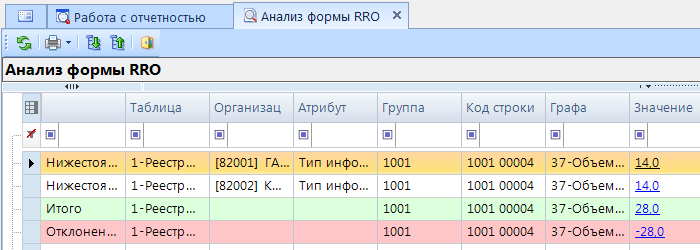 Работа с отчетностью
Анализ формы RRO
Анализ формы RRO
Таблица Организац Атрибут Группа Код строки Графа Значение
Нижестоя... 1-Реестр... [82001] ГА... Тип инфо... 1001 1001 00004 37-Объем... 14,0
Нижестоя... 1-Реестр... [82002] К... Тип инфо... 1001 1001 00004 37-Объем... 14,0
Итого 1-Реестр... 1001 1001 00004 37-Объем... 28,0
Отклонен... 1-Реестр... 1001 1001 00004 37-Объем... -28,0